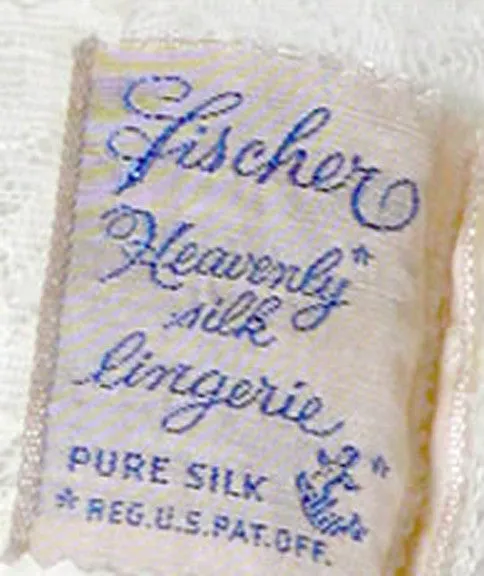 Fischer
Heavenly*
silk
lingerie
PURE SILK *
* REG.U.S.PAT.OFF.